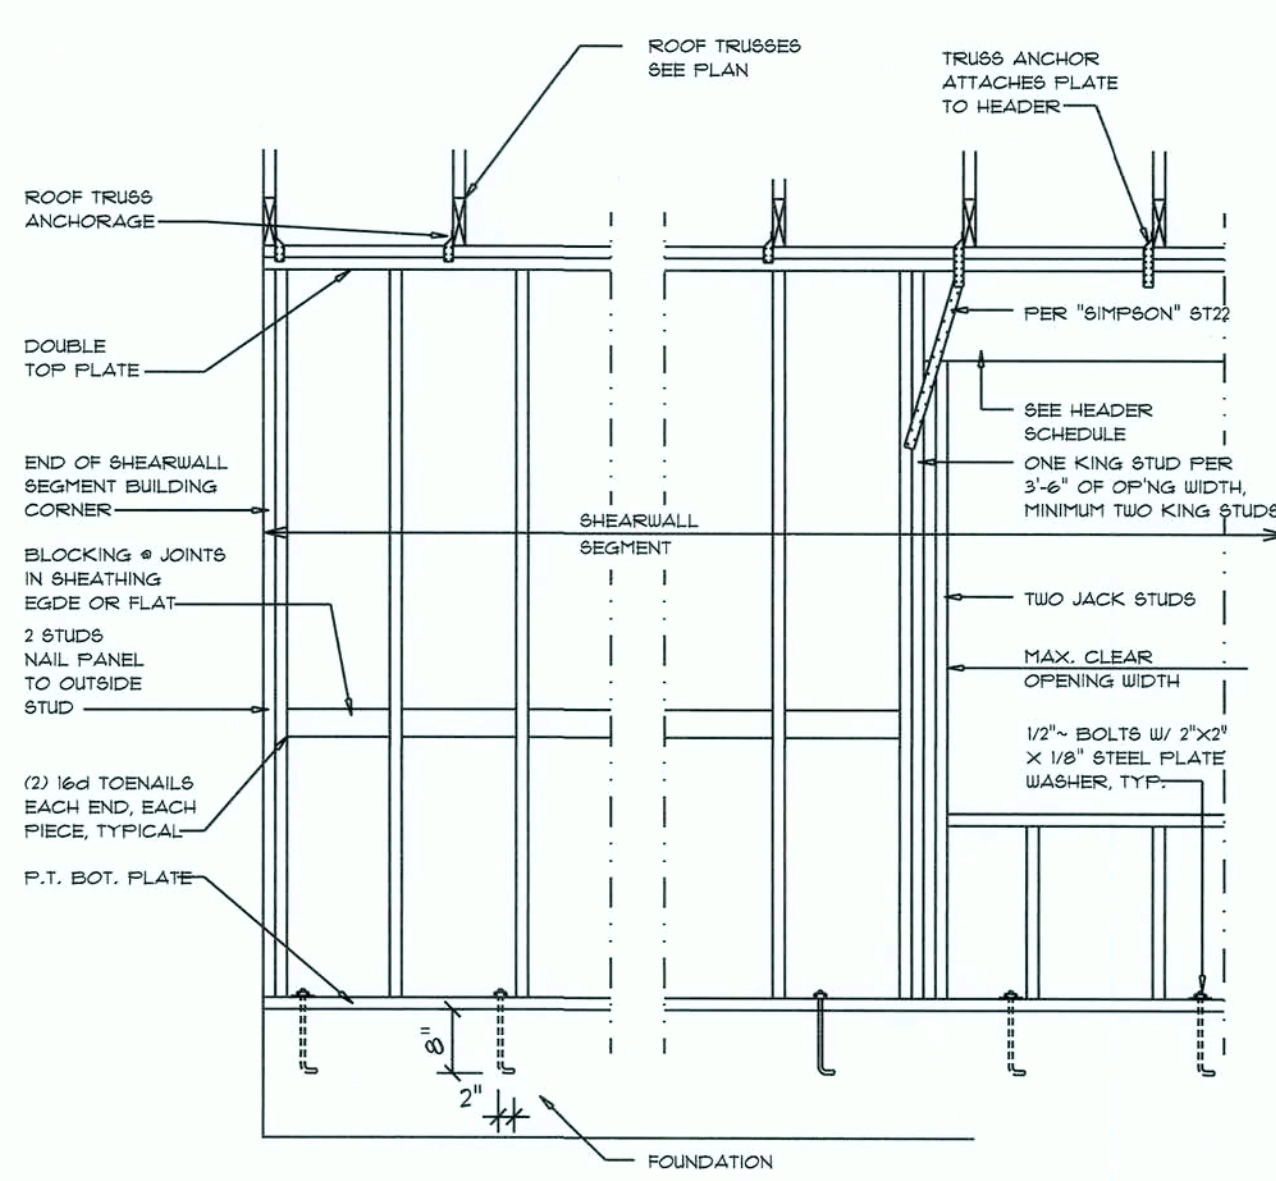 ROOF TRUSSES
SEE PLAN
TRUSS ANCHOR
ATTACHES PLATE
TO HEADER
ROOF TRUSS
ANCHORAGE
PER "SIMPSON" ST22
DOUBLE
TOP PLATE
SEE HEADER
SCHEDULE
END OF SHEARWALL
SEGMENT BUILDING
CORNER
ONE KING STUD PER
3'-6" OF OP'NG WIDTH,
MINIMUM TWO KING STUDS
SHEARWALL
SEGMENT
BLOCKING @ JOINTS
IN SHEATHING
EGDE OR FLAT
TWO JACK STUDS
2 STUDS
NAIL PANEL
TO OUTSIDE
STUD
MAX. CLEAR
OPENING WIDTH
1/2"~ BOLTS W/ 2"X2"
X 1/8" STEEL PLATE
WASHER, TYP.
(2) 16d TOENAILS
EACH END, EACH
PIECE, TYPICAL
P.T. BOT. PLATE
8"
2"
FOUNDATION